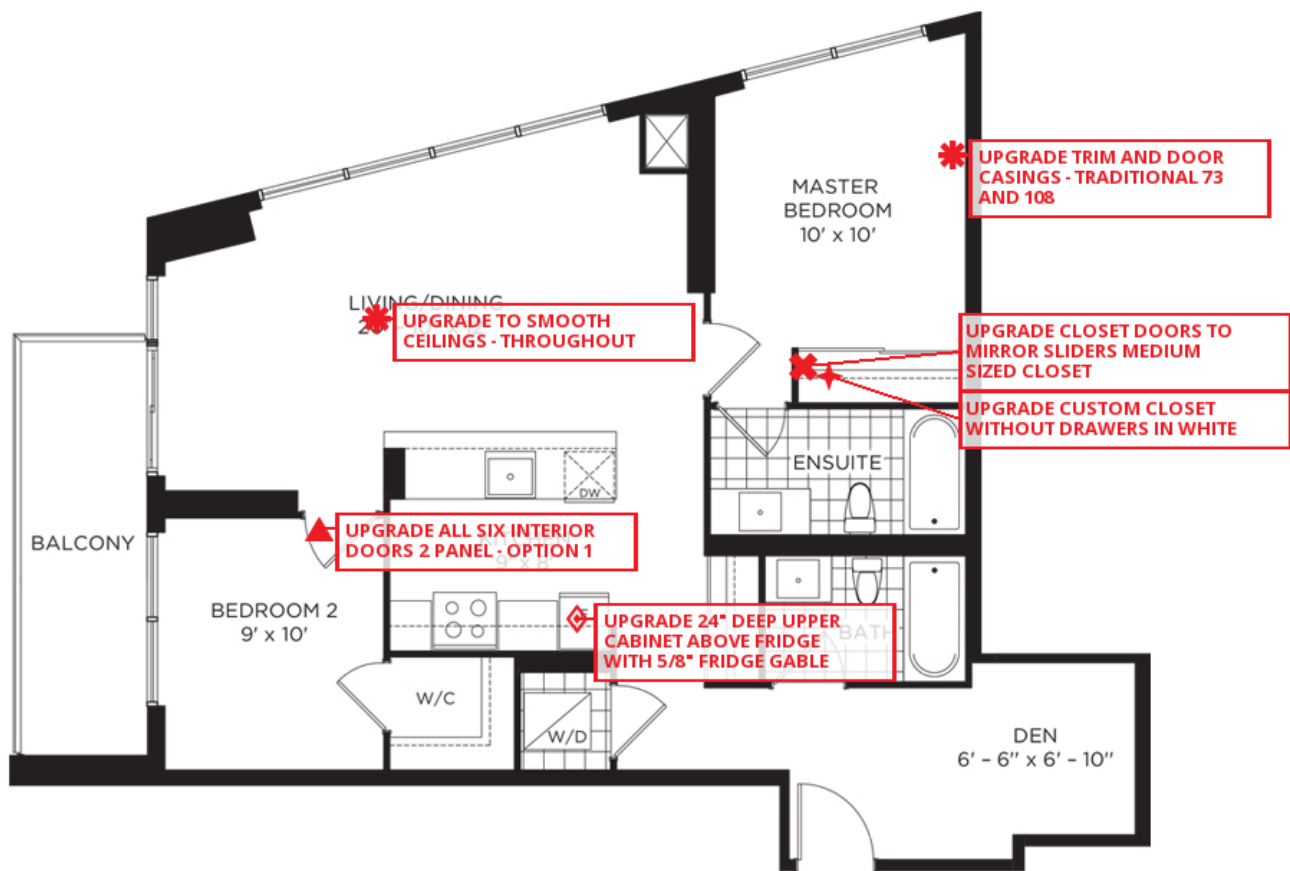 UPGRADE TRIM AND DOOR
CASINGS - TRADITIONAL 73
AND 108
MASTER
BEDROOM
10' x 10'
LIVING/DINING
UPGRADE TO SMOOTH
CEILINGS - THROUGHOUT
UPGRADE CLOSET DOORS TO
MIRROR SLIDERS MEDIUM
SIZED CLOSET
UPGRADE CUSTOM CLOSET
WITHOUT DRAWERS IN WHITE
ENSUITE
DW
BALCONY
UPGRADE ALL SIX INTERIOR
DOORS 2 PANEL - OPTION 1
KITCHEN
9' x 8'
BEDROOM 2
9' x 10'
UPGRADE 24" DEEP UPPER
CABINET ABOVE FRIDGE
WITH 5/8" FRIDGE GABLE
BATH
W/C
W/D
DEN
6' – 6" x 6' – 10"